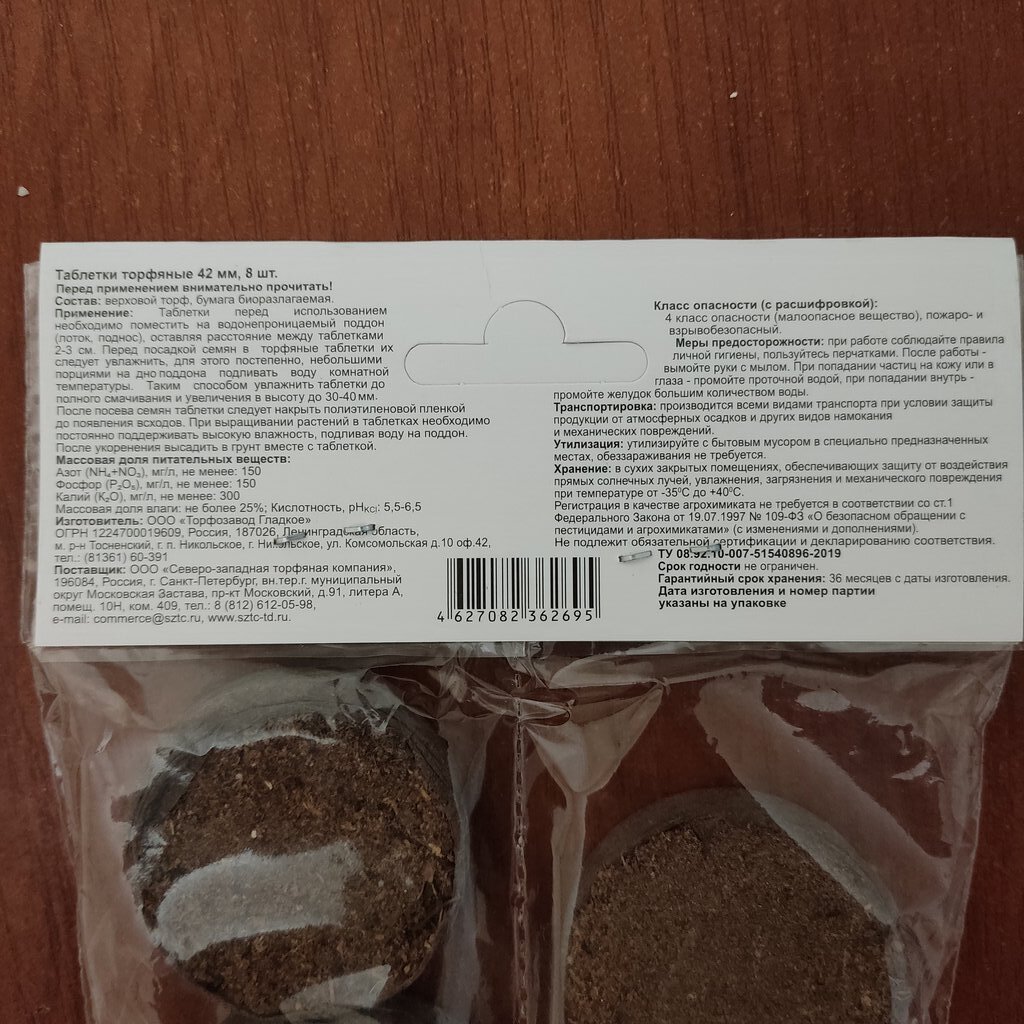 Таблетки торфяные 42 мм, 8 шт.
Перед применением внимательно прочитать!
Состав: верховой торф, бумага биоразлагаемая.
Применение: Таблетки перед использованием
необходимо поместить на водонепроницаемый поддон
(лоток, поднос), оставляя расстояние между таблетками
2-3 см. Перед посадкой семян в торфяные таблетки их
следует увлажнить, для этого постепенно, небольшими
порциями на дно поддона подливать воду комнатной
температуры. Таким способом увлажнить таблетки до
полного смачивания и увеличения в высоту до 30-40 мм.
После посева семян таблетки следует накрыть полиэтиленовой пленкой
до появления всходов. При выращивании растений в таблетках необходимо
постоянно поддерживать высокую влажность, подливая воду на поддон.
После укоренения высадить в грунт вместе с таблеткой.
Массовая доля питательных веществ:
Азот (NH₄+NO₃), мг/л, не менее: 150
Фосфор (P₂O₅), мг/л, не менее: 150
Калий (K₂O), мг/л, не менее: 300
Массовая доля влаги: не более 25%; Кислотность, pHKCl: 5,5-6,5
Изготовитель: ООО «Торфозавод Гладкое»
ОГРН 1224700019609, Россия, 187026, Ленинградская область,
м. р-н Тосненский, г. п. Никольское, г. Никольское, ул. Комсомольская д.10 оф.42,
тел.: (81361) 60-391
Поставщик: ООО «Северо-западная торфяная компания»,
196084, Россия, г. Санкт-Петербург, вн.тер.г. муниципальный
округ Московская Застава, пр-кт Московский, д.91, литера А,
помещ. 10Н, ком. 409, тел.: 8 (812) 612-05-98,
e-mail: commerce@sztc.ru, www.sztc-td.ru.
4 627082 362695
Класс опасности (с расшифровкой):
4 класс опасности (малоопасное вещество), пожаро- и
взрывобезопасный.
Меры предосторожности: при работе соблюдайте правила
личной гигиены, пользуйтесь перчатками. После работы -
вымойте руки с мылом. При попадании частиц на кожу или в
глаза - промойте проточной водой, при попадании внутрь -
промойте желудок большим количеством воды.
Транспортировка: производится всеми видами транспорта при условии защиты
продукции от атмосферных осадков и других видов намокания
и механических повреждений.
Утилизация: утилизируйте с бытовым мусором в специально предназначенных
местах, обеззараживания не требуется.
Хранение: в сухих закрытых помещениях, обеспечивающих защиту от воздействия
прямых солнечных лучей, увлажнения, загрязнения и механического повреждения
при температуре от -35⁰С до +40⁰С.
Регистрация в качестве агрохимиката не требуется в соответствии со ст.1
Федерального Закона от 19.07.1997 № 109-ФЗ «О безопасном обращении с
пестицидами и агрохимикатами» (с изменениями и дополнениями).
Не подлежит обязательной сертификации и декларированию соответствия.
ТУ 08.92.10-007-51540896-2019
Срок годности не ограничен.
Гарантийный срок хранения: 36 месяцев с даты изготовления.
Дата изготовления и номер партии
указаны на упаковке